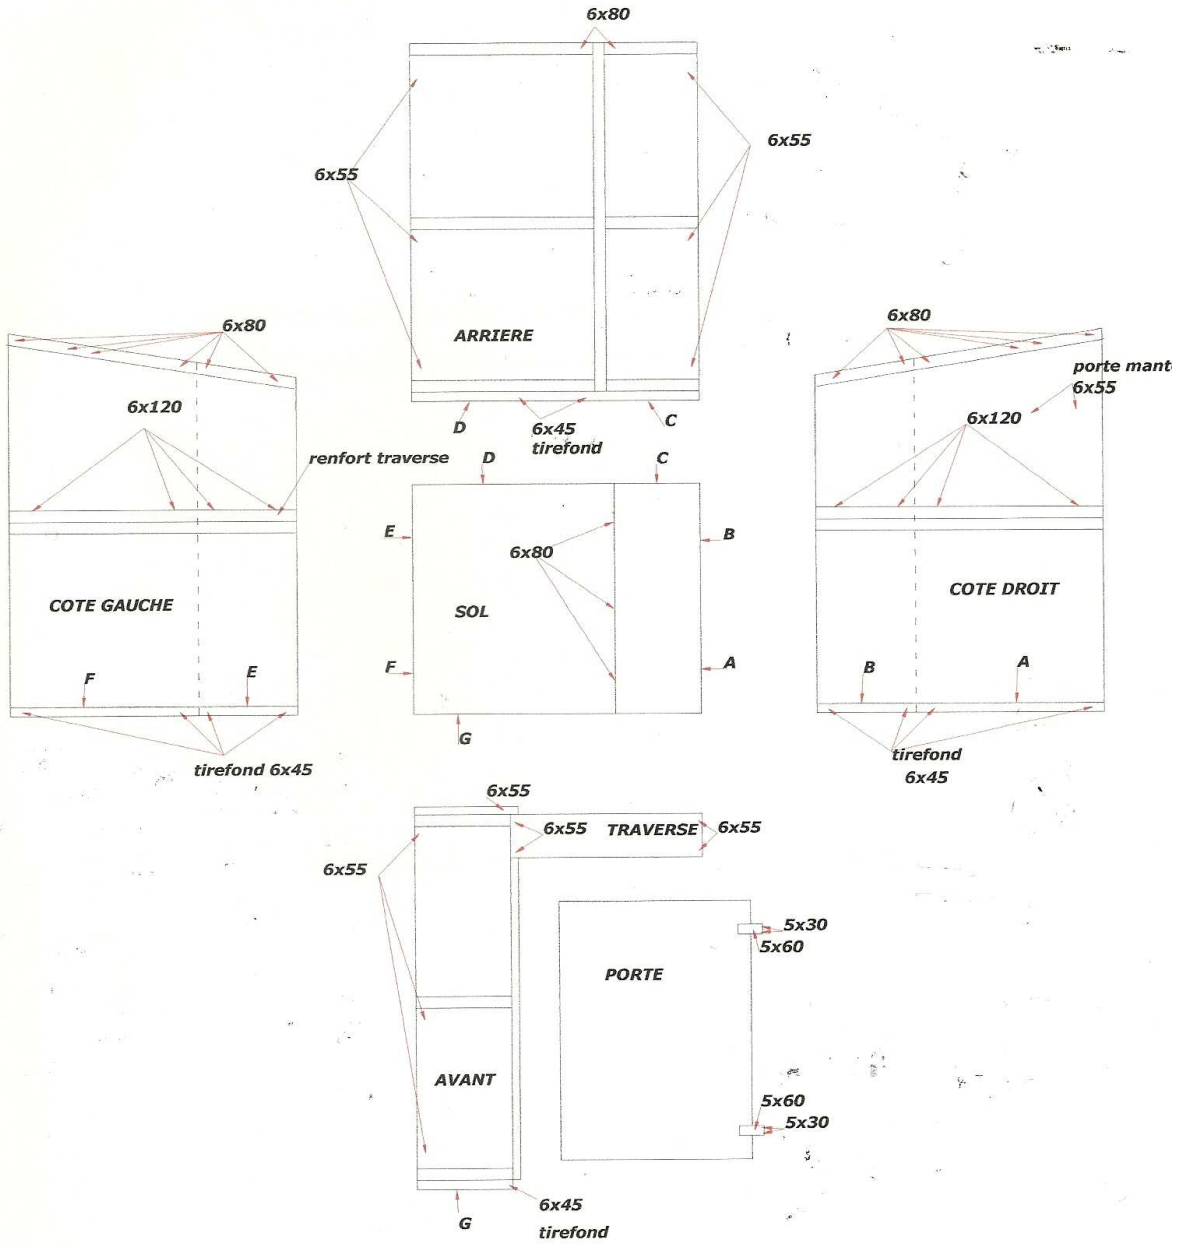 6x80
6x55
6x55
ARRIERE
D
6x45
tirefond
C
6x80
6x120
renfort traverse
COTE GAUCHE
F
E
tirefond 6x45
D
C
E
B
6x80
SOL
F
A
G
6x80
porte mant
6x55
6x120
COTE DROIT
B
A
tirefond
6x45
6x55
6x55
TRAVERSE
6x55
6x55
AVANT
G
6x45
tirefond
5x30
5x60
PORTE
5x60
5x30